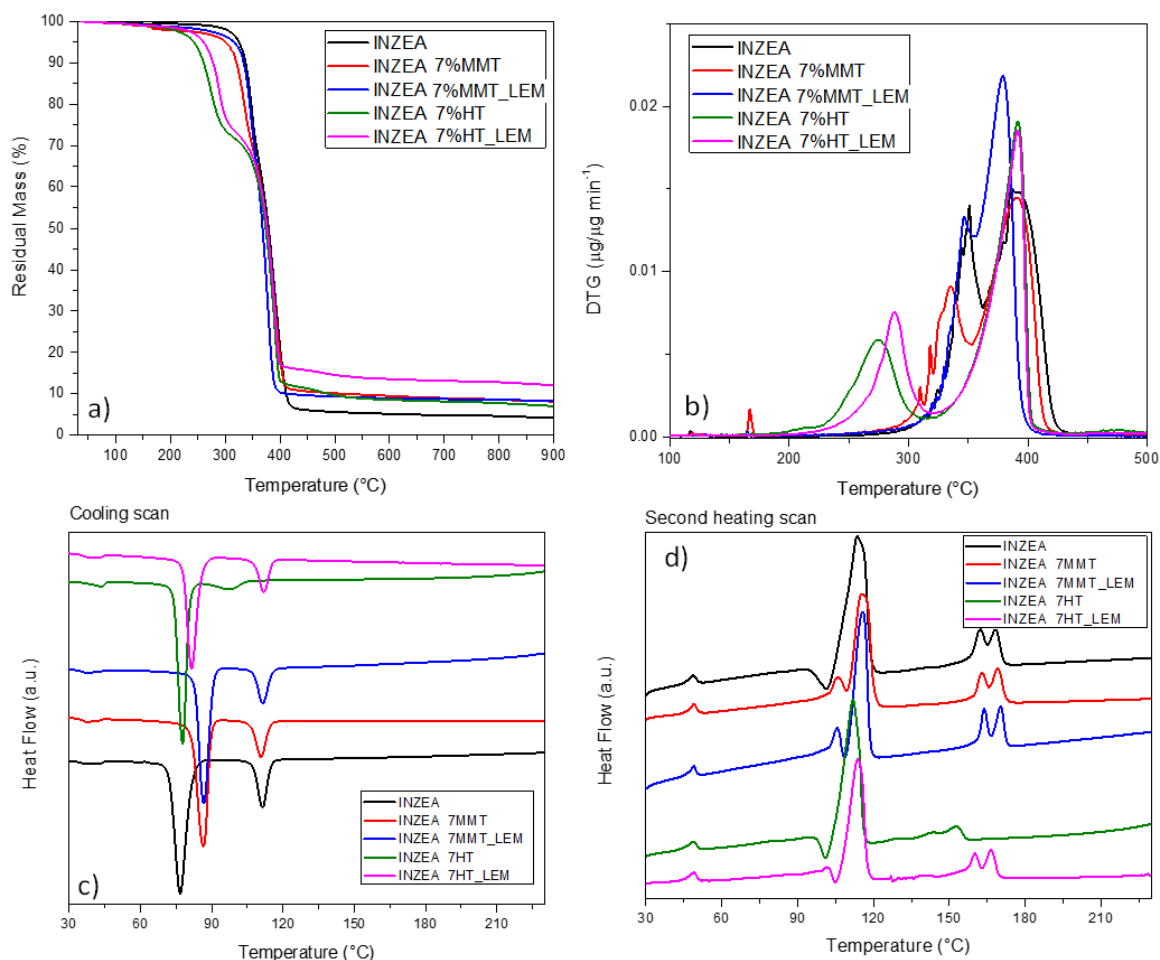 100
90
80
70
60
50
40
30
20
10
0
Residual Mass (%)
INZEA
INZEA 7%MMT
INZEA 7%MMT_LEM
INZEA 7%HT
INZEA 7%HT_LEM
a)
100 200 300 400 500 600 700 800 900
Temperature (°C)
0.02
0.01
0.00
DTG (µg/µg min⁻¹)
INZEA
INZEA 7%MMT
INZEA 7%MMT_LEM
INZEA 7%HT
INZEA 7%HT_LEM
b)
100 200 300 400 500
Temperature (°C)
Cooling scan
Heat Flow (a.u.)
INZEA
INZEA 7MMT
INZEA 7MMT_LEM
INZEA 7HT
INZEA 7HT_LEM
c)
30 60 90 120 150 180 210
Temperature (°C)
Second heating scan
d)
INZEA
INZEA 7MMT
INZEA 7MMT_LEM
INZEA 7HT
INZEA 7HT_LEM
Heat Flow (a.u.)
30 60 90 120 150 180 210
Temperature (°C)